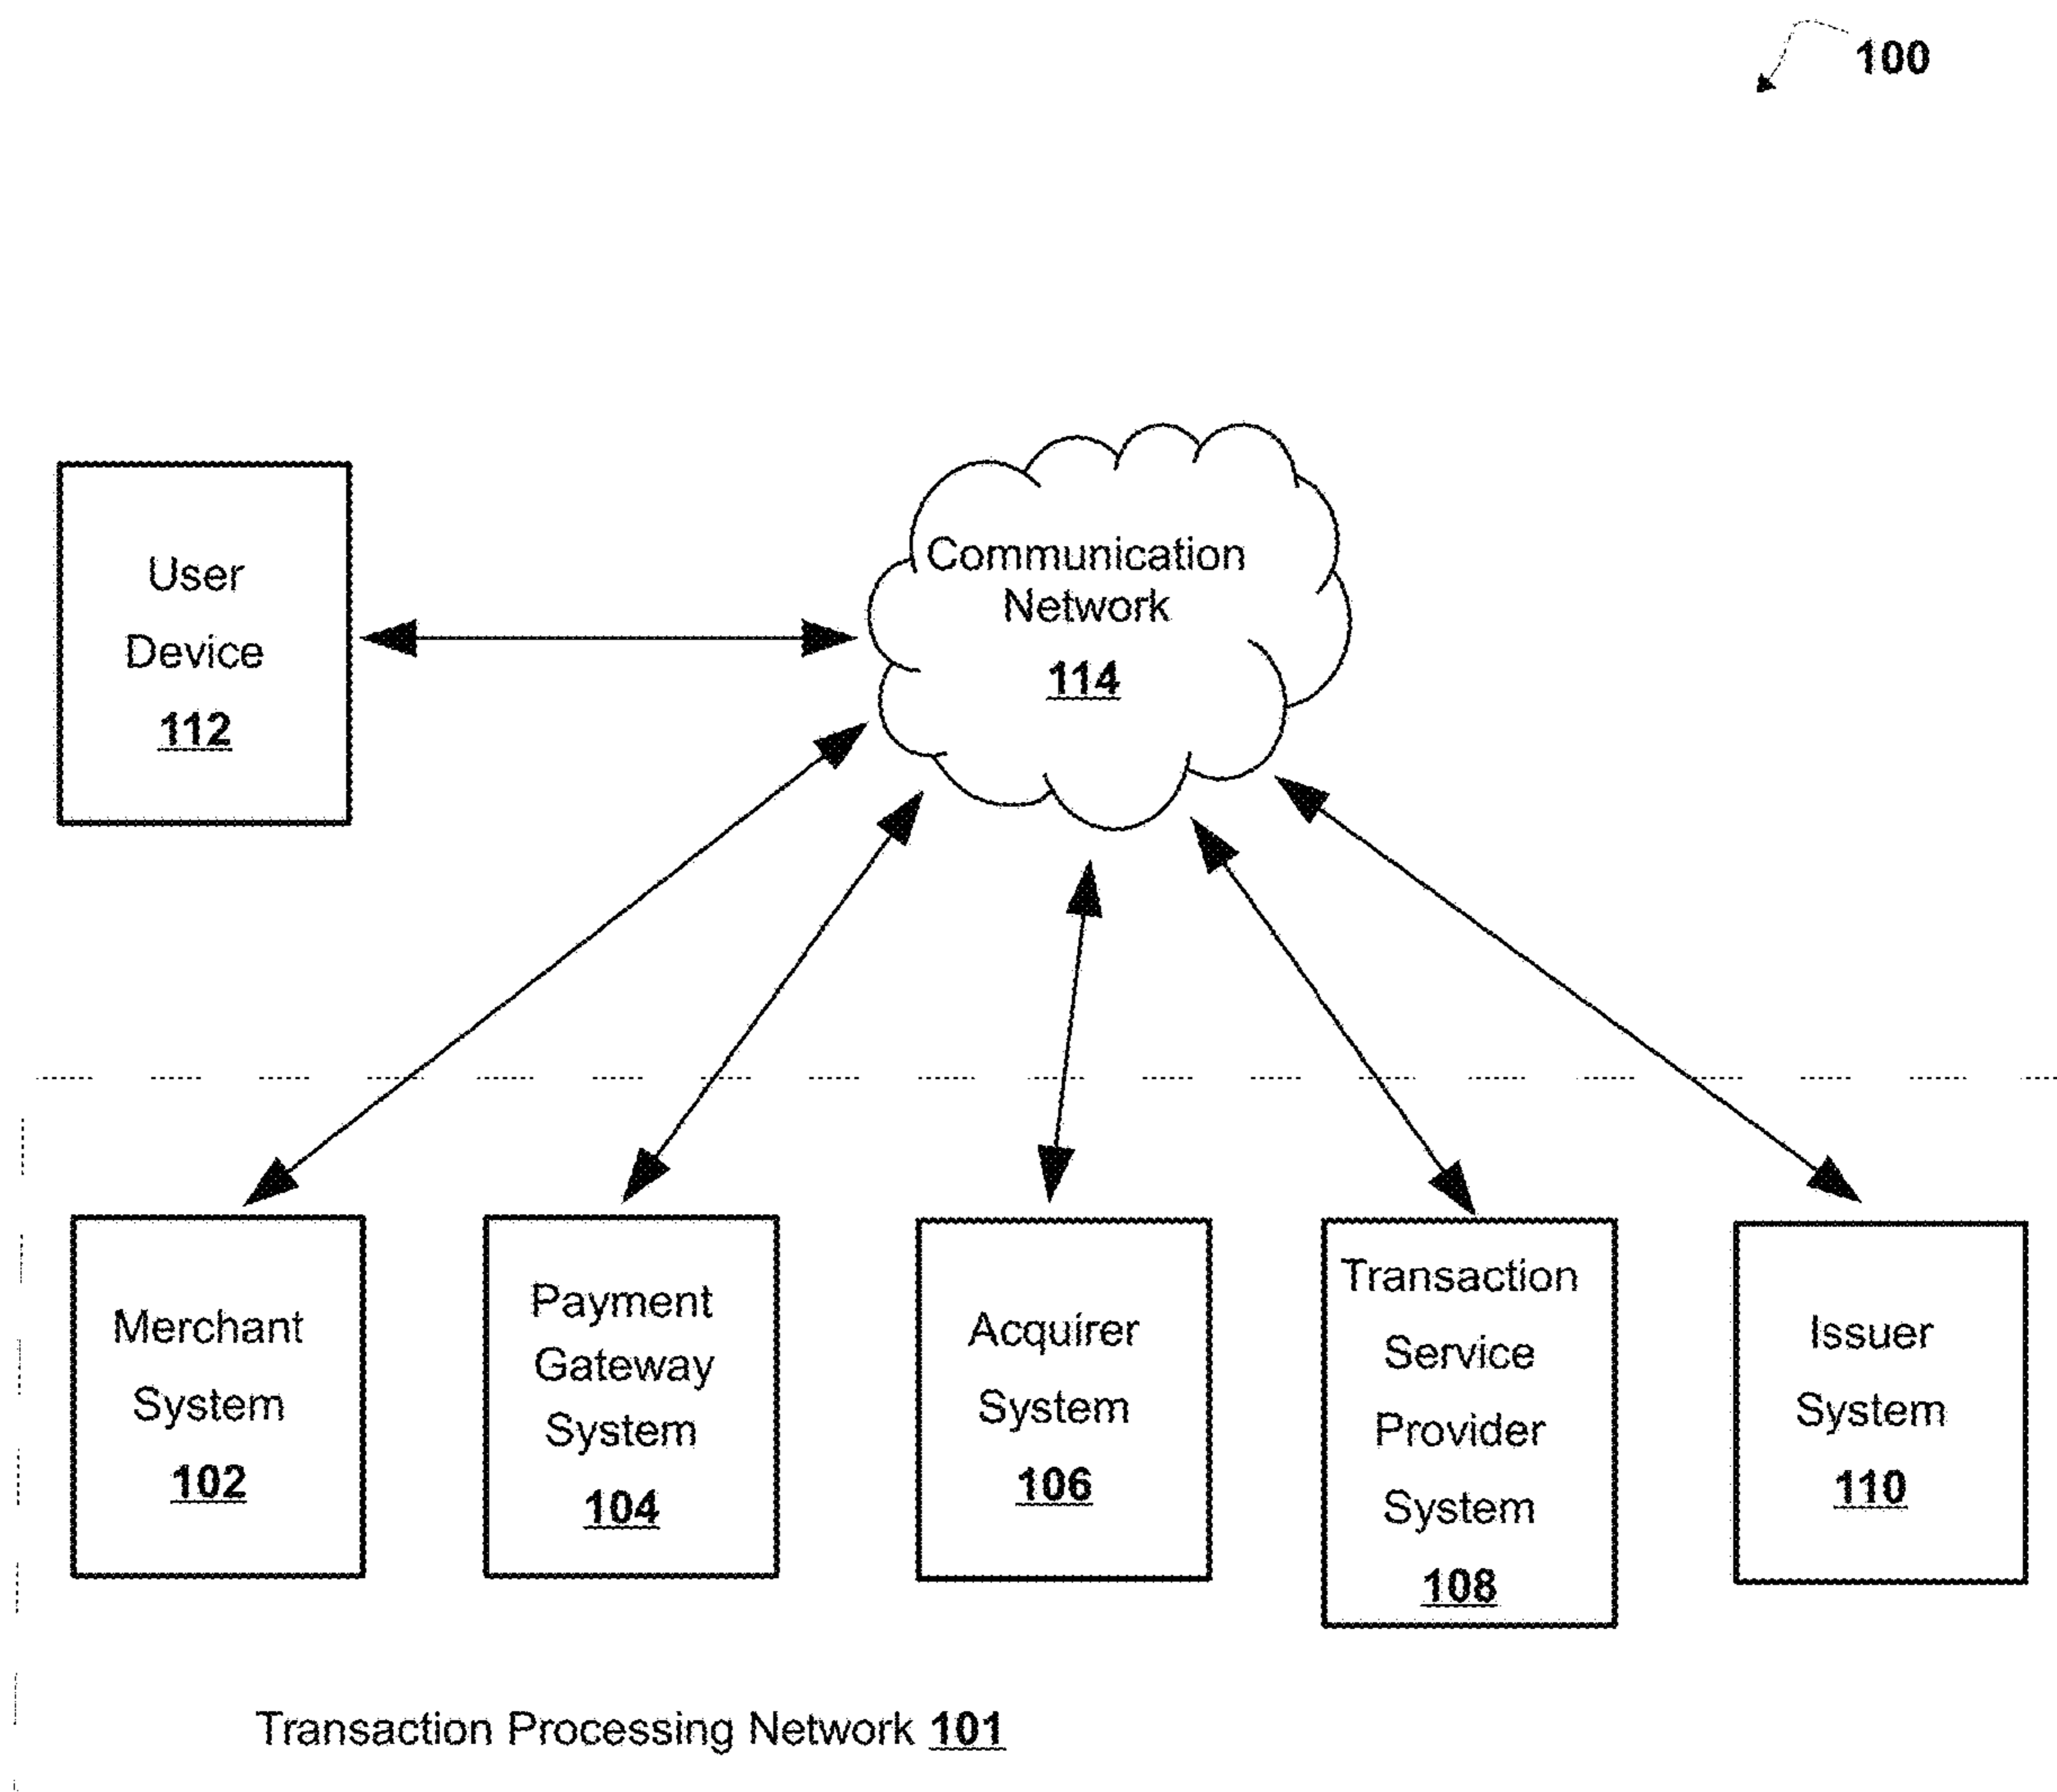 100
User
Device
112
Communication
Network
114
Merchant
System
102
Payment
Gateway
System
104
Acquirer
System
106
Transaction
Service
Provider
System
108
Issuer
System
110
Transaction Processing Network 101